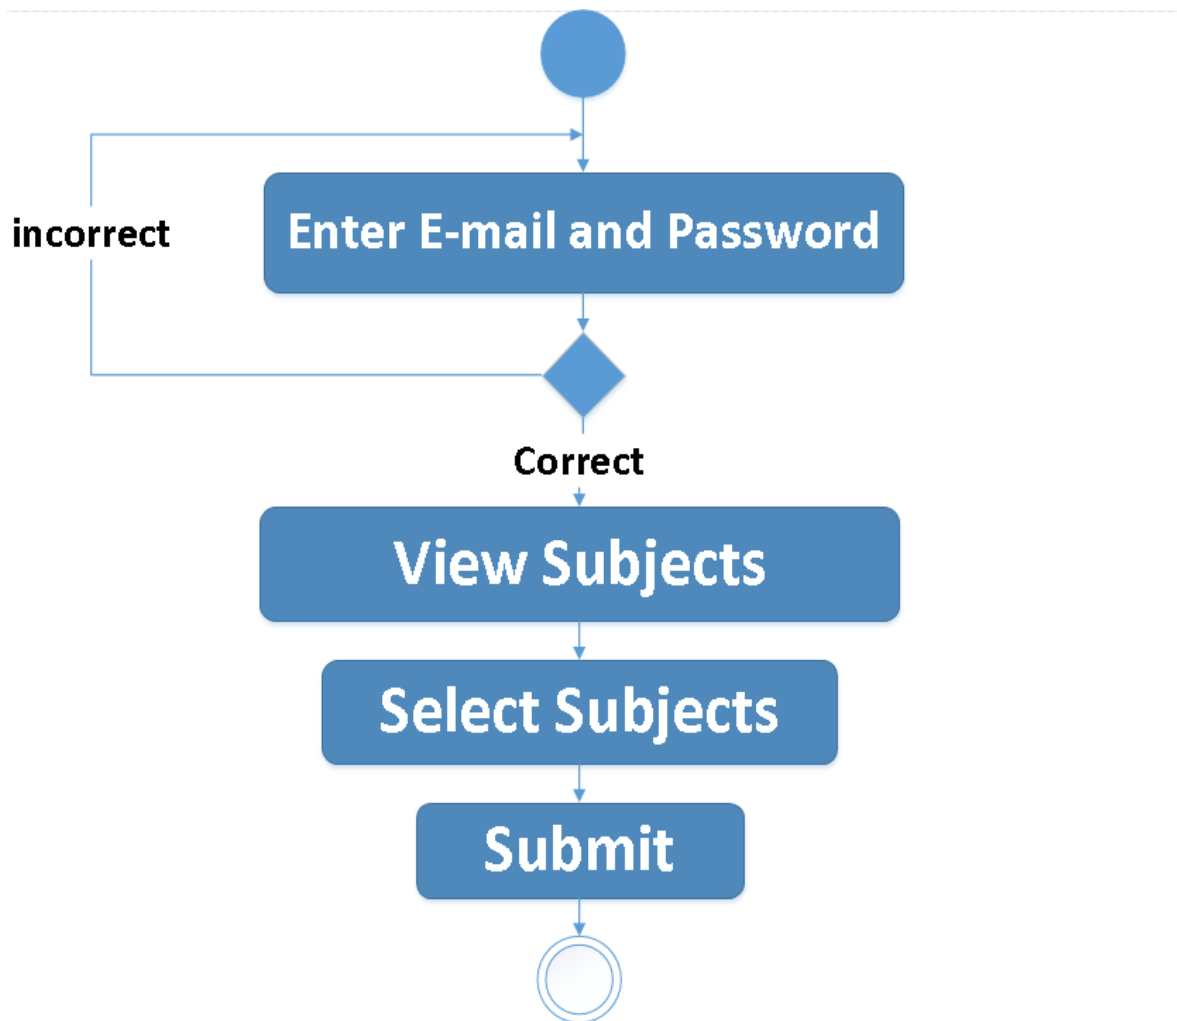 Enter E-mail and Password
incorrect
Correct
View Subjects
Select Subjects
Submit